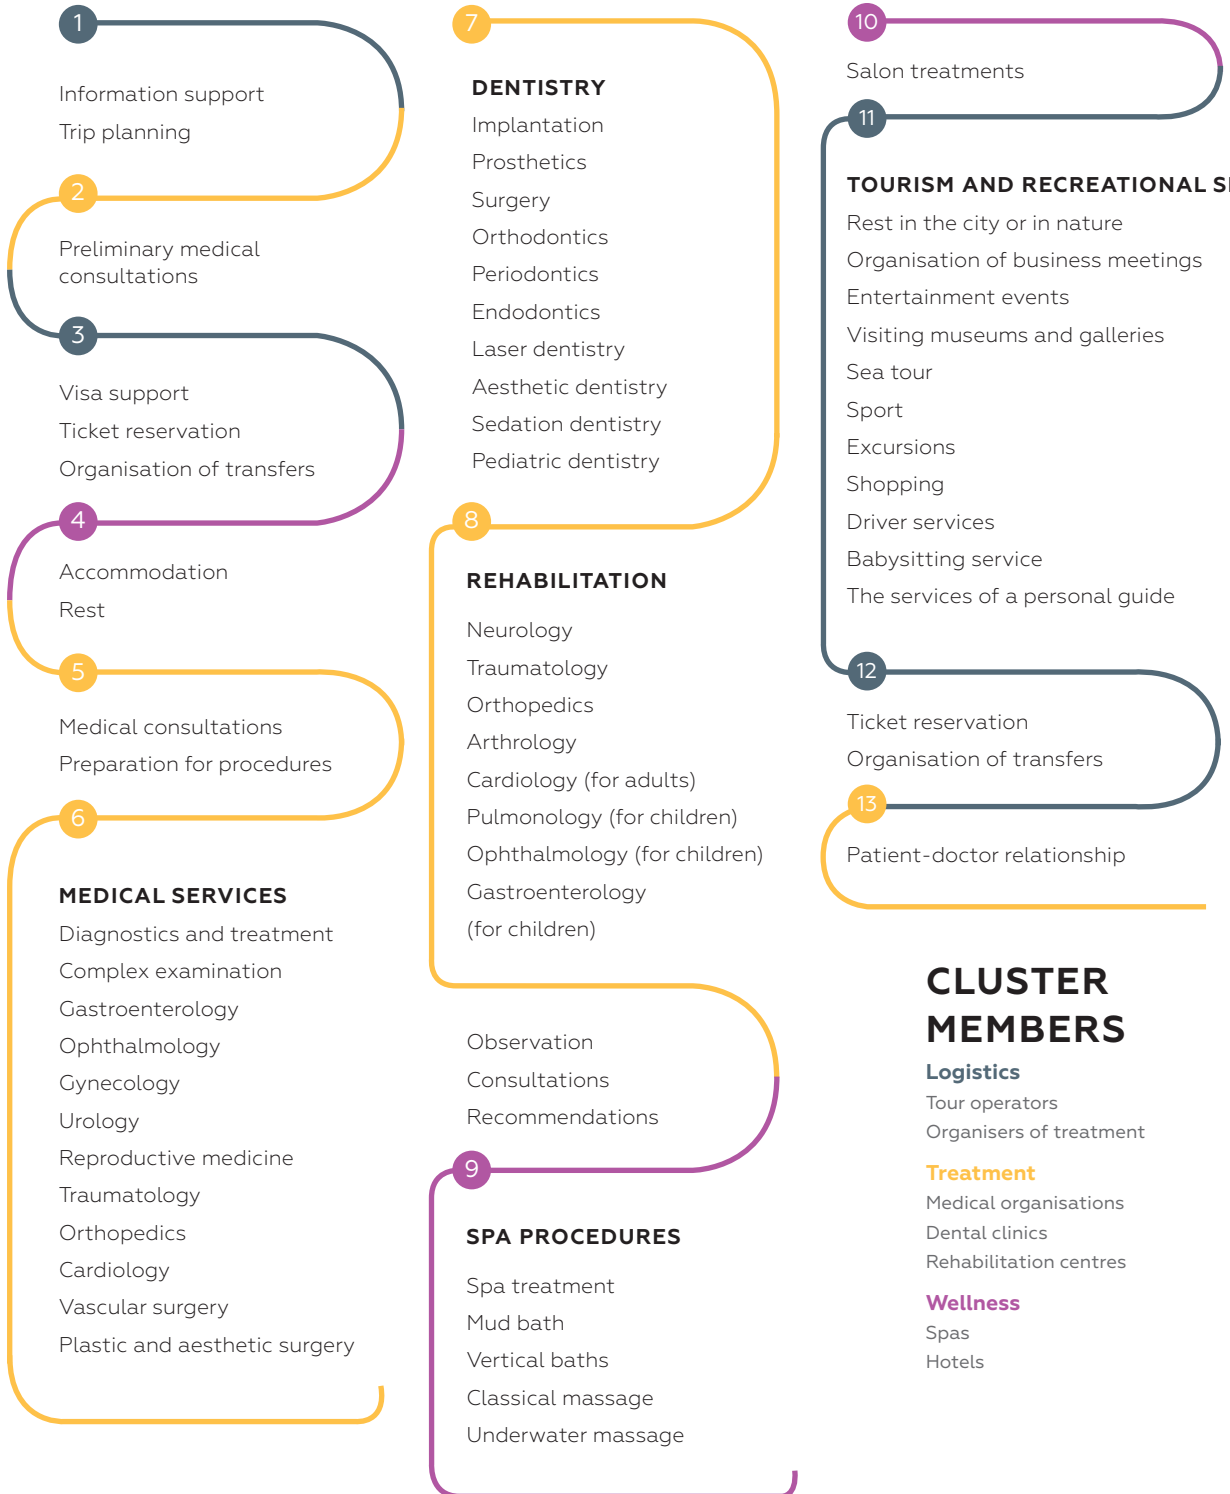 1
Information support
Trip planning
2
Preliminary medical
consultations
3
Visa support
Ticket reservation
Organisation of transfers
4
Accommodation
Rest
5
Medical consultations
Preparation for procedures
6
MEDICAL SERVICES
Diagnostics and treatment
Complex examination
Gastroenterology
Ophthalmology
Gynecology
Urology
Reproductive medicine
Traumatology
Orthopedics
Cardiology
Vascular surgery
Plastic and aesthetic surgery
7
DENTISTRY
Implantation
Prosthetics
Surgery
Orthodontics
Periodontics
Endodontics
Laser dentistry
Aesthetic dentistry
Sedation dentistry
Pediatric dentistry
8
REHABILITATION
Neurology
Traumatology
Orthopedics
Arthrology
Cardiology (for adults)
Pulmonology (for children)
Ophthalmology (for children)
Gastroenterology
(for children)
Observation
Consultations
Recommendations
9
SPA PROCEDURES
Spa treatment
Mud bath
Vertical baths
Classical massage
Underwater massage
10
Salon treatments
11
TOURISM AND RECREATIONAL
Rest in the city or in nature
Organisation of business meetings
Entertainment events
Visiting museums and galleries
Sea tour
Sport
Excursions
Shopping
Driver services
Babysitting service
The services of a personal guide
12
Ticket reservation
Organisation of transfers
13
Patient-doctor relationship
CLUSTER
MEMBERS
Logistics
Tour operators
Organisers of treatment
Treatment
Medical organisations
Dental clinics
Rehabilitation centres
Wellness
Spas
Hotels